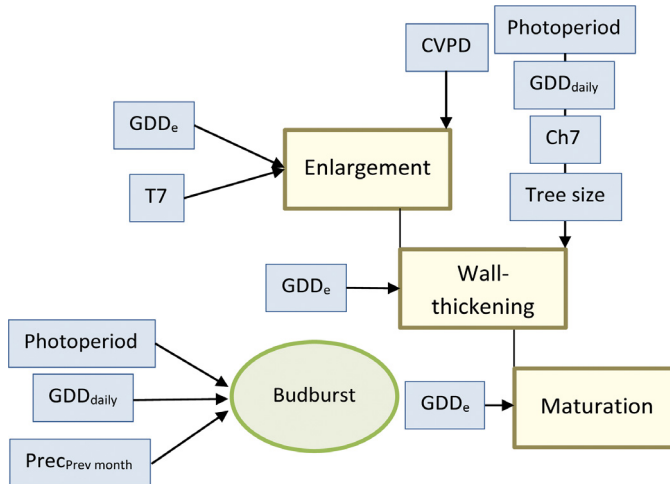 Photoperiod
CVPD
GDDdaily
GDDe
Ch7
Enlargement
T7
Tree size
Wall-
thickening
GDDe
Photoperiod
GDDdaily
Budburst
GDDe
Maturation
PrecPrev month